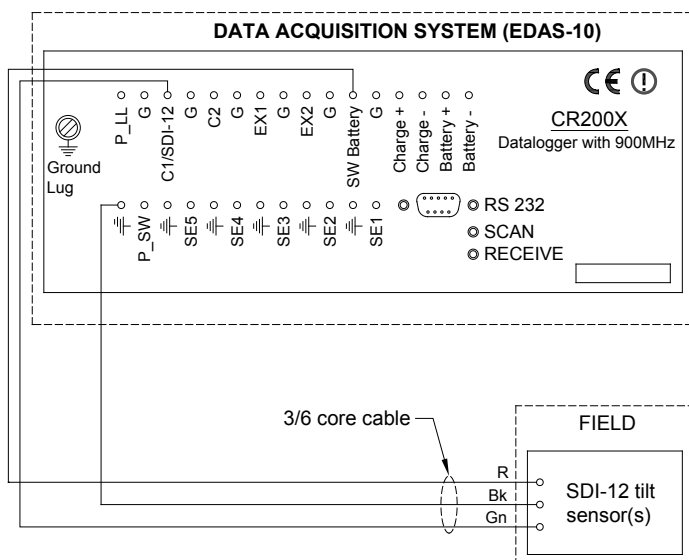 DATA ACQUISITION SYSTEM (EDAS-10)
P_LL
G
C1/SDI-12
G
C2
G
EX1
G
EX2
G
SW Battery
G
Charge +
Charge -
Battery +
Battery -
CE
CR200X
Datalogger with 900MHz
Ground
Lug
P_SW
SE5
SE4
SE3
SE2
SE1
RS 232
SCAN
RECEIVE
3/6 core cable
FIELD
R
Bk
Gn
SDI-12 tilt
sensor(s)